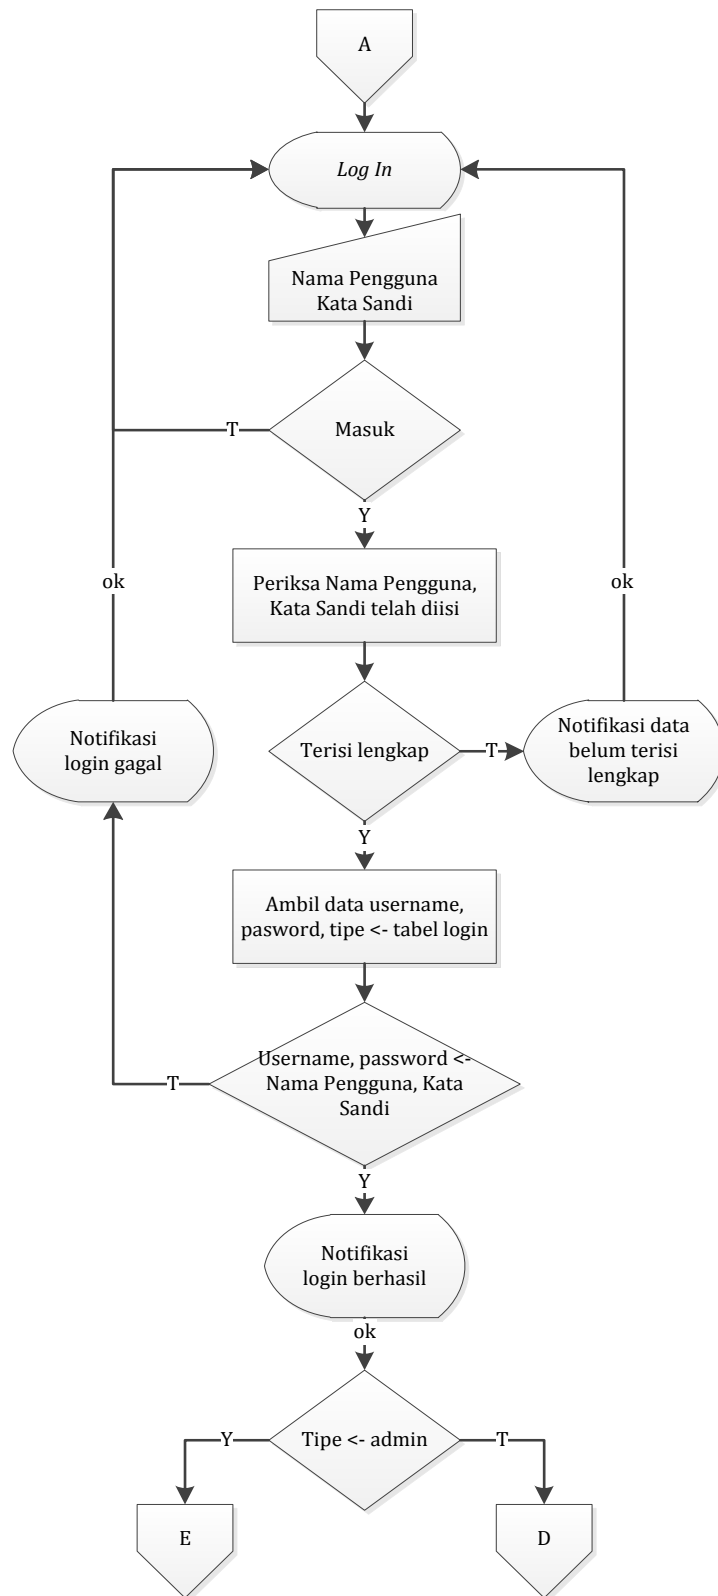 A
Log In
Nama Pengguna
Kata Sandi
Masuk
T
Y
Periksa Nama Pengguna,
Kata Sandi telah diisi
ok
ok
Notifikasi
login gagal
Terisi lengkap
T
Notifikasi data
belum terisi
lengkap
Y
Ambil data username,
pasword, tipe <- tabel login
Username, password <-
Nama Pengguna, Kata
Sandi
T
Y
Notifikasi
login berhasil
ok
Tipe <- admin
Y
T
E
D